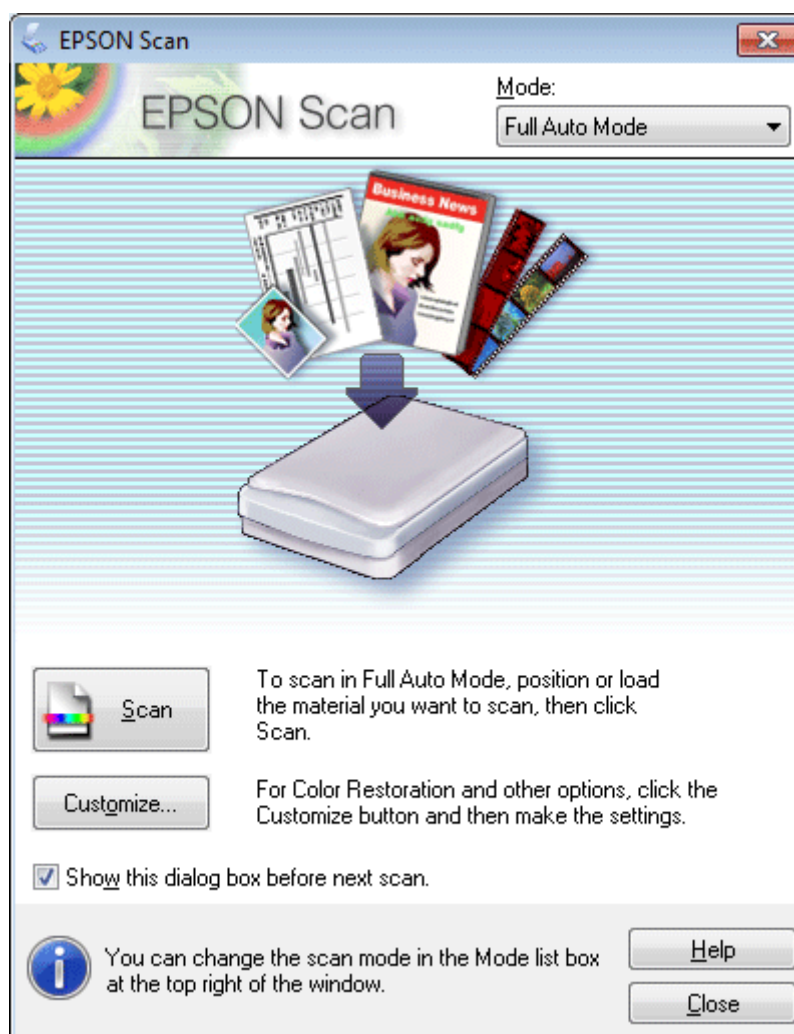 EPSON Scan
EPSON Scan
Mode:
Full Auto Mode
Business News
Scan
To scan in Full Auto Mode, position or load
the material you want to scan, then click
Scan.
Customize...
For Color Restoration and other options, click the
Customize button and then make the settings.
Show this dialog box before next scan.
You can change the scan mode in the Mode list box
at the top right of the window.
Help
Close